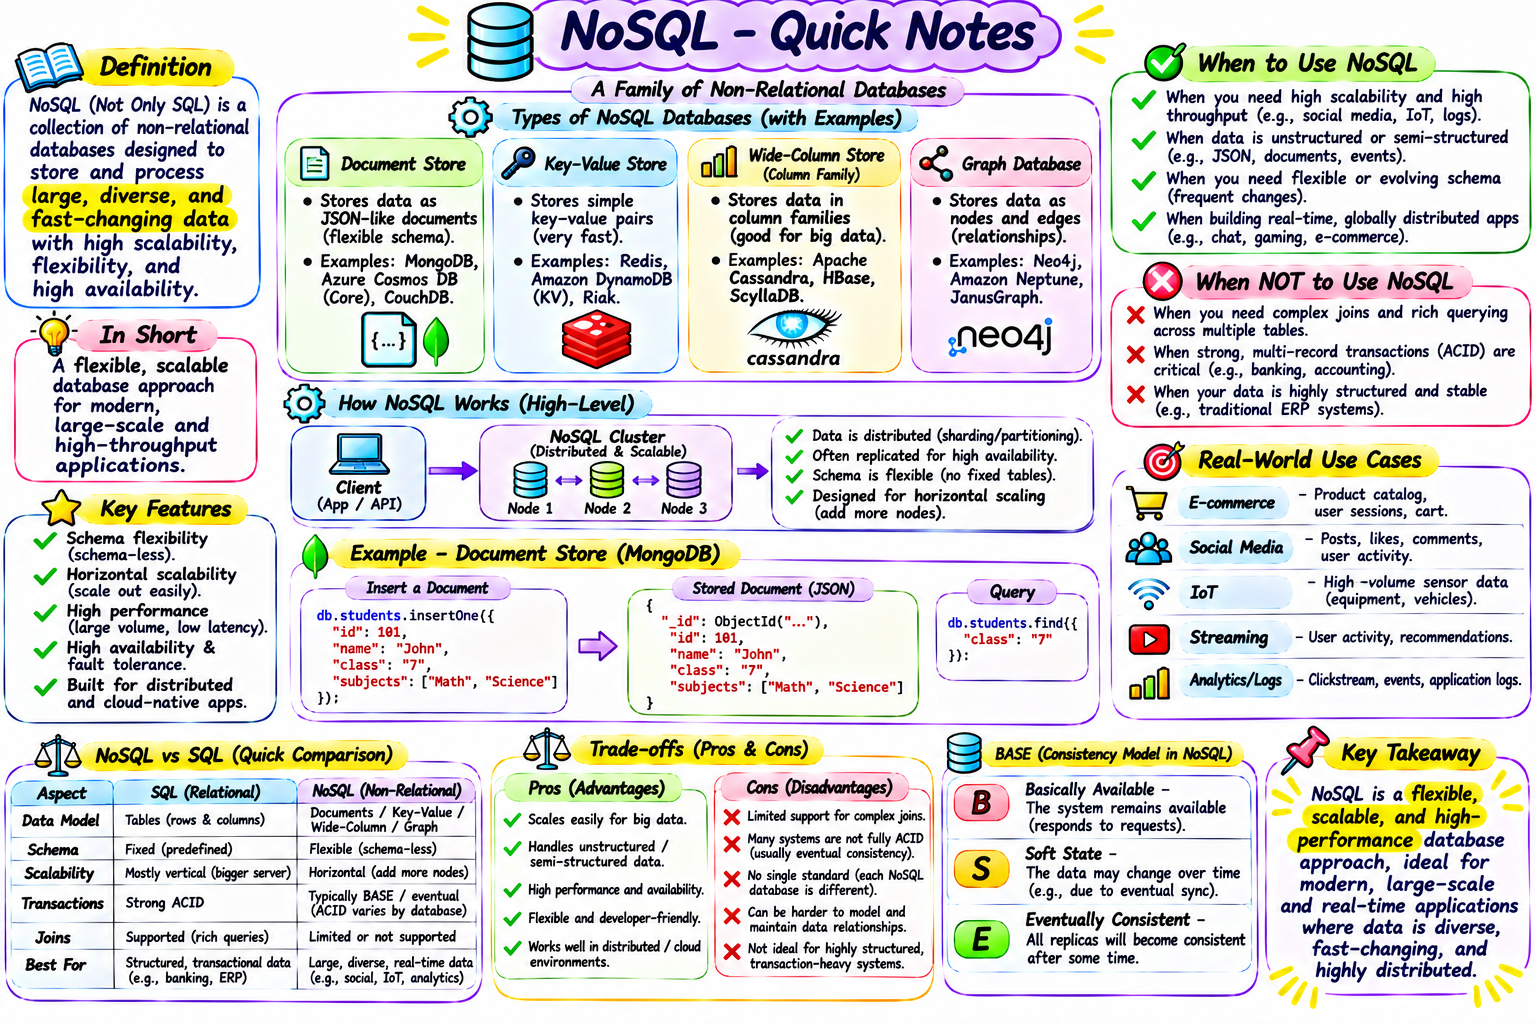 NoSQL - Quick Notes
A Family of Non-Relational Databases
Definition
NoSQL (Not Only SQL) is a
collection of non-relational
databases designed to
store and process
large, diverse, and
fast-changing data
with high scalability,
flexibility, and
high availability.
In Short
A flexible, scalable
database approach
for modern,
large-scale and
high-throughput
applications.
Key Features
Schema flexibility
(schema-less).
Horizontal scalability
(scale out easily).
High performance
(large volume, low latency).
High availability &
fault tolerance.
Built for distributed
and cloud-native apps.
Types of NoSQL Databases (with Examples)
Document Store
• Stores data as
JSON-like documents
(flexible schema).
• Examples: MongoDB,
Azure Cosmos DB
(Core), CouchDB.
{...}
Key-Value Store
• Stores simple
key-value pairs
(very fast).
• Examples: Redis,
Amazon DynamoDB
(KV), Riak.
Wide-Column Store
(Column Family)
• Stores data in
column families
(good for big data).
• Examples: Apache
Cassandra, HBase,
ScyllaDB.
cassandra
Graph Database
• Stores data as
nodes and edges
(relationships).
• Examples: Neo4j,
Amazon Neptune,
JanusGraph.
neo4j
How NoSQL Works (High-Level)
Client
(App / API)
NoSQL Cluster
(Distributed & Scalable)
Node 1
Node 2
Node 3
Data is distributed (sharding/partitioning).
Often replicated for high availability.
Schema is flexible (no fixed tables).
Designed for horizontal scaling
(add more nodes).
Example - Document Store (MongoDB)
Insert a Document
db.students.insertOne({
"id": 101,
"name": "John",
"class": "7",
"subjects": ["Math", "Science"]
});
Stored Document (JSON)
{
"_id": ObjectId("..."),
"id": 101,
"name": "John",
"class": "7",
"subjects": ["Math", "Science"]
}
Query
db.students.find({{
"class": "7"
});
When to Use NoSQL
When you need high scalability and high
throughput (e.g., social media, IoT, logs).
When data is unstructured or semi-structured
(e.g., JSON, documents, events).
When you need flexible or evolving schema
(frequent changes).
When building real-time, globally distributed apps
(e.g., chat, gaming, e-commerce).
When NOT to Use NoSQL
When you need complex joins and rich querying
across multiple tables.
When strong, multi-record transactions (ACID) are
critical (e.g., banking, accounting).
When your data is highly structured and stable
(e.g., traditional ERP systems).
Real-World Use Cases
E-commerce – Product catalog,
user sessions, cart.
Social Media – Posts, likes, comments,
user activity.
IoT – High -volume sensor data
(equipment, vehicles).
Streaming – User activity, recommendations.
Analytics/Logs – Clickstream, events, application logs.
NoSQL vs SQL (Quick Comparison)
Aspect SQL (Relational) NoSQL (Non-Relational)
Data Model Tables (rows & columns) Documents / Key-Value /
Wide-Column / Graph
Schema Fixed (predefined) Flexible (schema-less)
Scalability Mostly vertical (bigger server) Horizontal (add more nodes)
Transactions Strong ACID Typically BASE / eventual
(ACID varies by database)
Joins Supported (rich queries) Limited or not supported
Best For Structured, transactional data
(e.g., banking, ERP)
Large, diverse, real-time data
(e.g., social, IoT, analytics)
Trade-offs (Pros & Cons)
Pros (Advantages)
Scales easily for big data.
Handles unstructured /
semi-structured data.
High performance and availability.
Flexible and developer-friendly.
Works well in distributed / cloud
environments.
Cons (Disadvantages)
Limited support for complex joins.
Many systems are not fully ACID
(usually eventual consistency).
No single standard (each NoSQL
database is different).
Can be harder to model and
maintain data relationships.
Not ideal for highly structured,
transaction-heavy systems.
BASE (Consistency Model in NoSQL)
B
Basically Available –
The system remains available
(responds to requests).
S
Soft State –
The data may change over time
(e.g., due to eventual sync).
E
Eventually Consistent –
All replicas will become consistent
after some time.
Key Takeaway
NoSQL is a flexible,
scalable, and high-
performance database
approach, ideal for
modern, large-scale
and real-time applications
where data is diverse,
fast-changing, and
highly distributed.